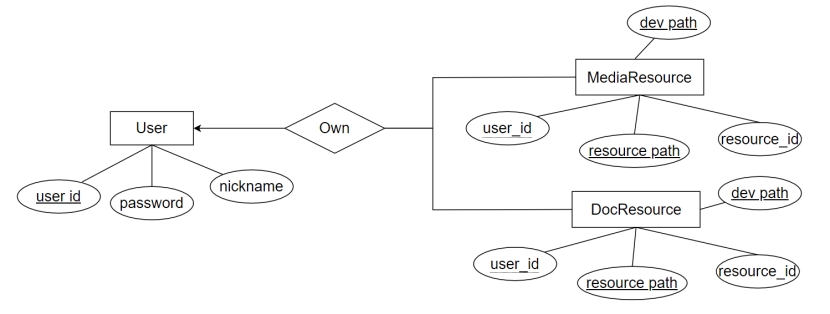 dev path
MediaResource
User
Own
user_id
resource path
resource_id
user id
password
nickname
DocResource
dev path
user_id
resource path
resource_id